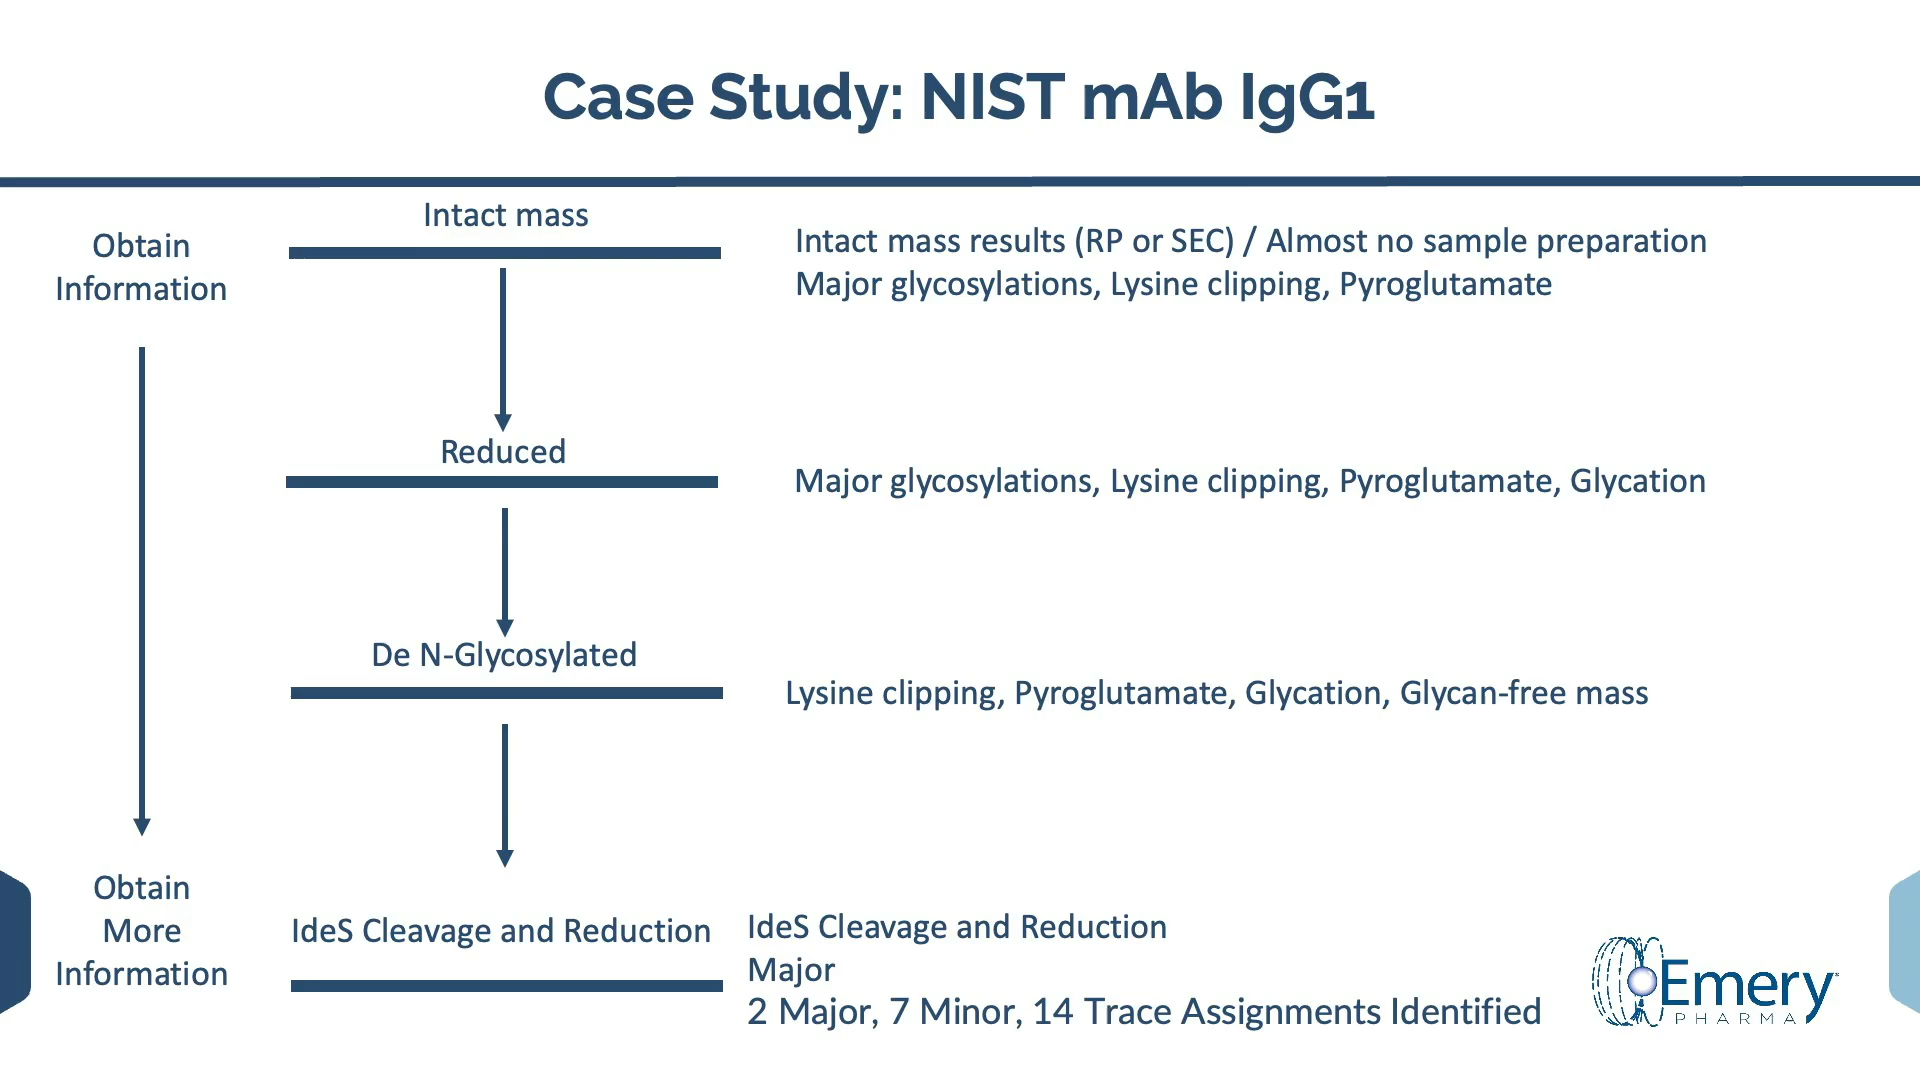 Case Study: NIST mAb IgG1
Obtain
Information
Intact mass
Intact mass results (RP or SEC) / Almost no sample preparation
Major glycosylations, Lysine clipping, Pyroglutamate
Reduced
Major glycosylations, Lysine clipping, Pyroglutamate, Glycation
De N-Glycosylated
Lysine clipping, Pyroglutamate, Glycation, Glycan-free mass
Obtain
More
Information
IdeS Cleavage and Reduction
IdeS Cleavage and Reduction
Major
2 Major, 7 Minor, 14 Trace Assignments Identified
Emery
PHARMA